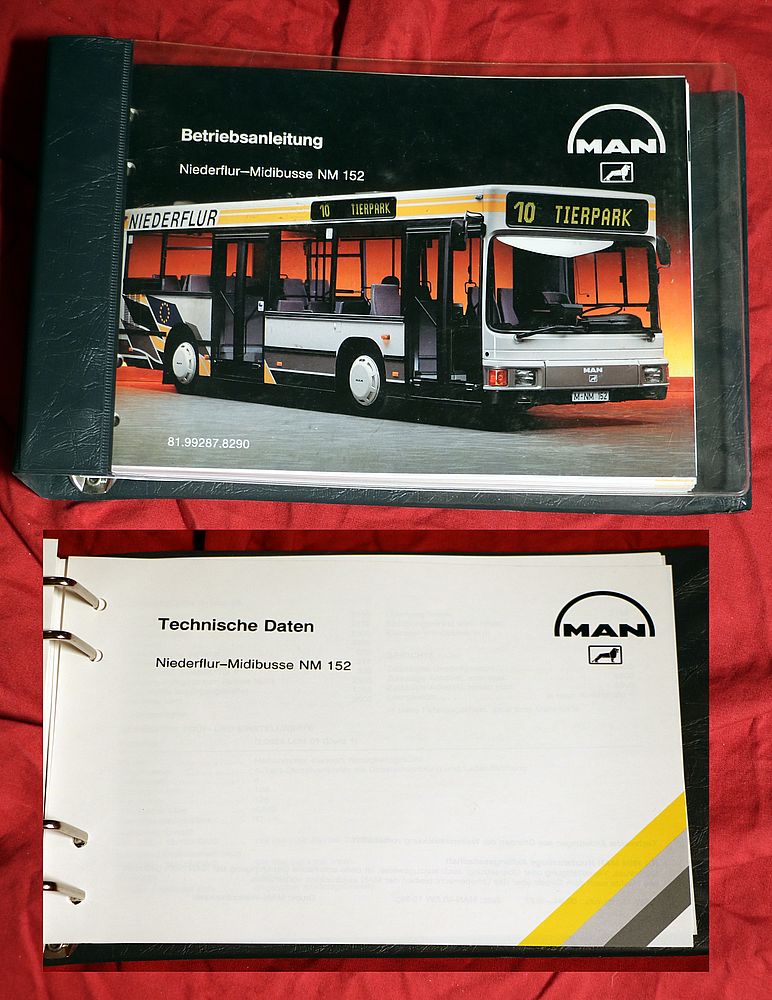 Betriebsanleitung
Niederflur-Midibusse NM 152
MAN
NIEDERFLUR
10 TIERPARK
10 TIERPARK
MAN
M-NM 152
81.99287.8290
Technische Daten
Niederflur-Midibusse NM 152
MAN